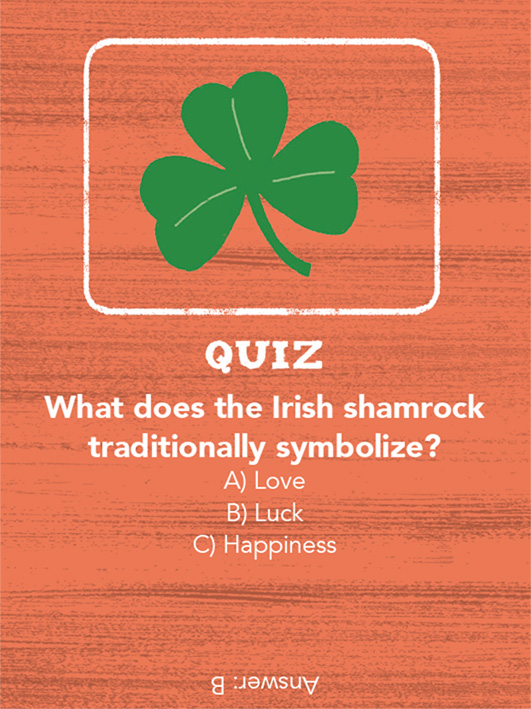 QUIZ
What does the Irish shamrock
traditionally symbolize?
A) Love
B) Luck
C) Happiness
Answer: B